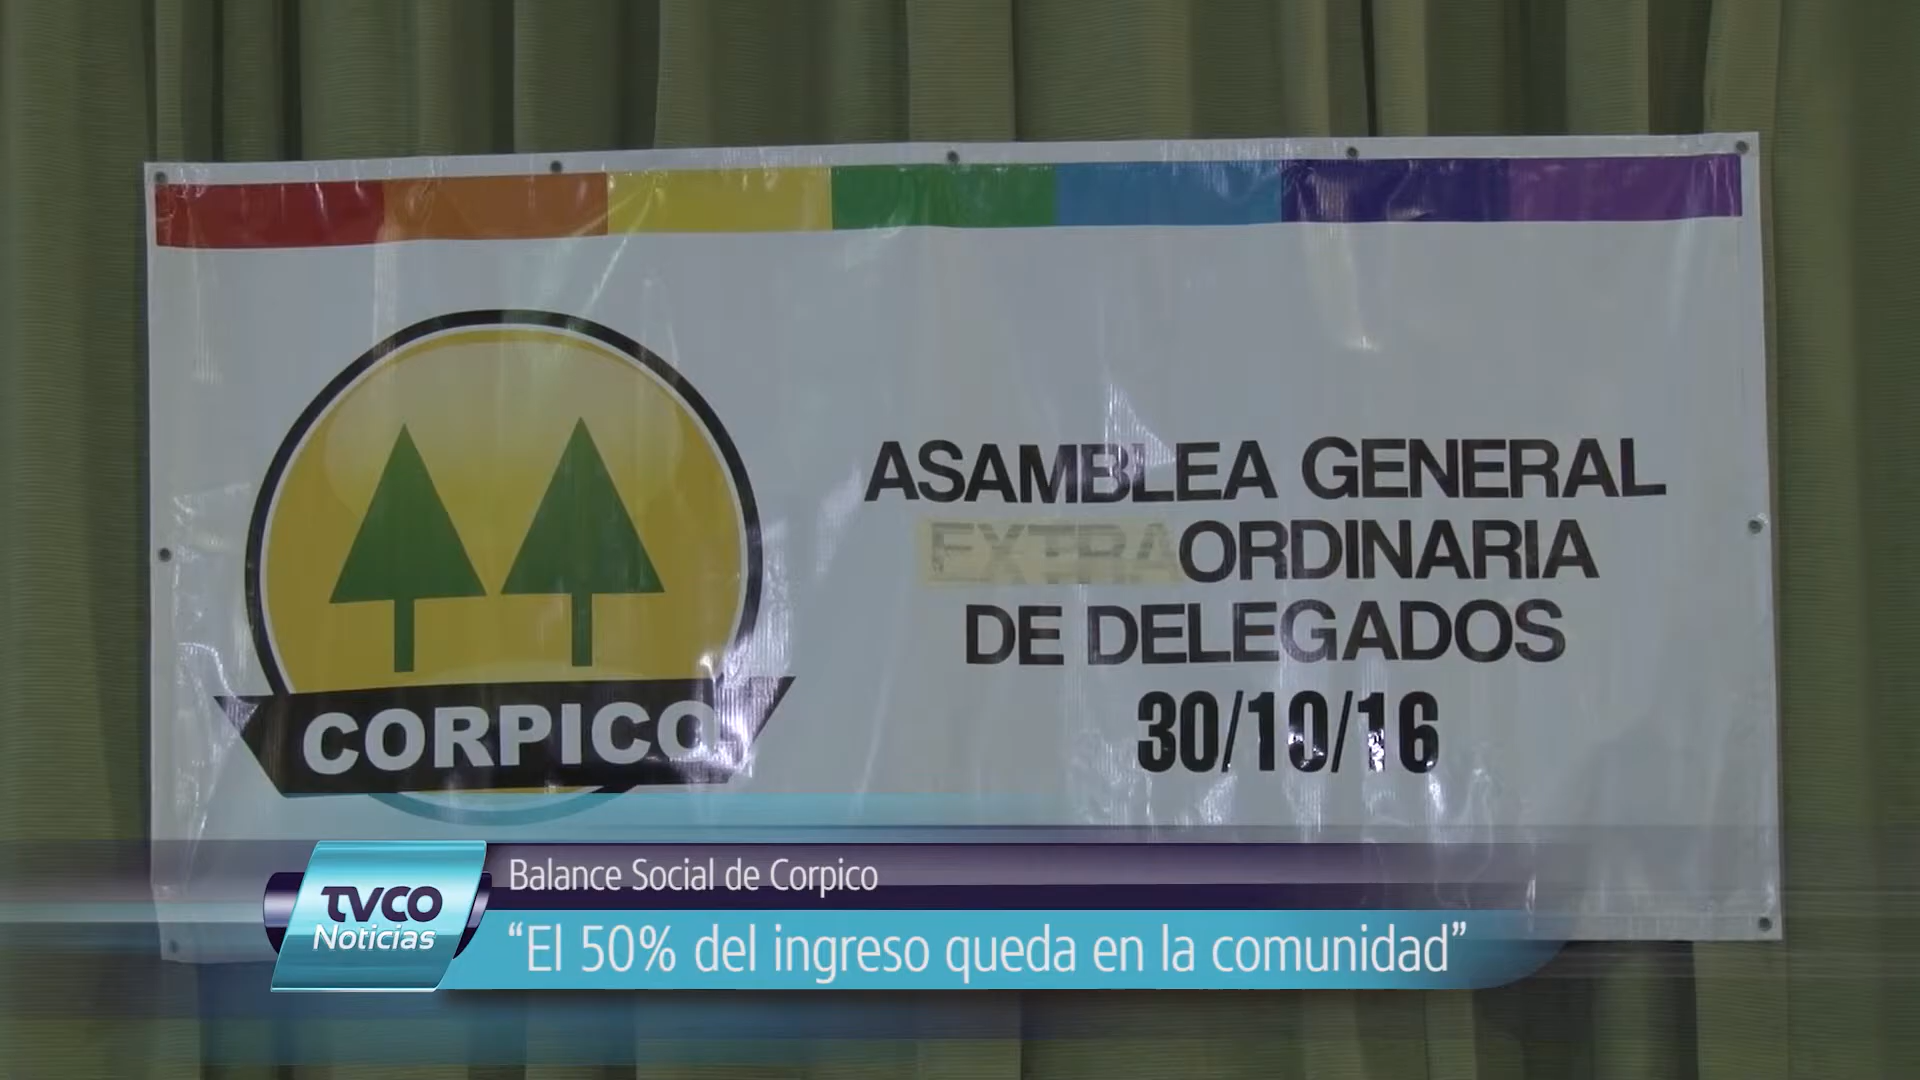 ASAMBLEA GENERAL
EXTRAORDINARIA
DE DELEGADOS
30/10/16
CORPICO
Balance Social de Corpico
TVCO
Noticias
“El 50% del ingreso queda en la comunidad”